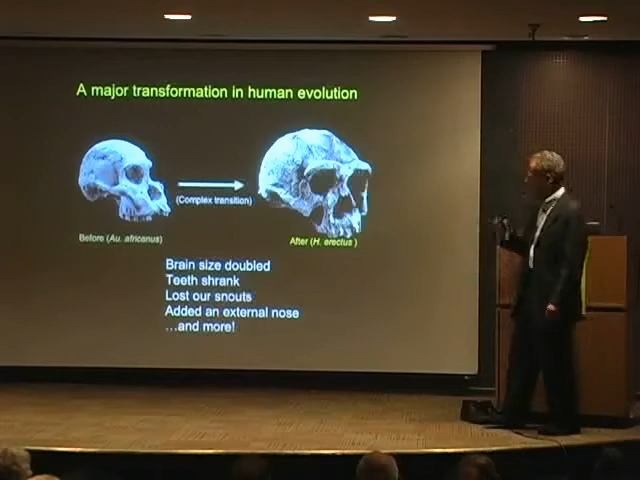 A major transformation in human evolution
(Complex transition)
Before (Au. africanus)
After (H. erectus )
Brain size doubled
Teeth shrank
Lost our snouts
Added an external nose
...and more!